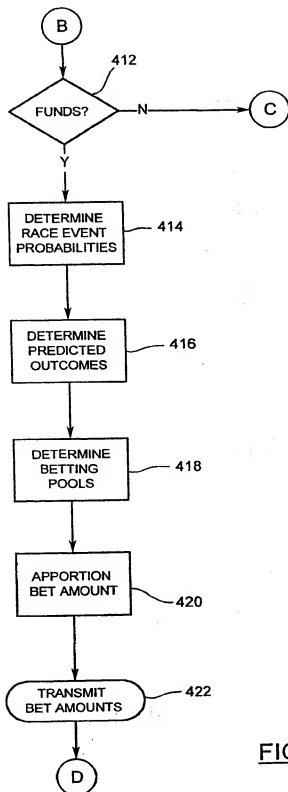 B
412
FUNDS?
N
C
Y
DETERMINE
RACE EVENT
PROBABILITIES
414
DETERMINE
PREDICTED
OUTCOMES
416
DETERMINE
BETTING
POOLS
418
APPORTION
BET AMOUNT
420
TRANSMIT
BET AMOUNTS
422
D
FIG